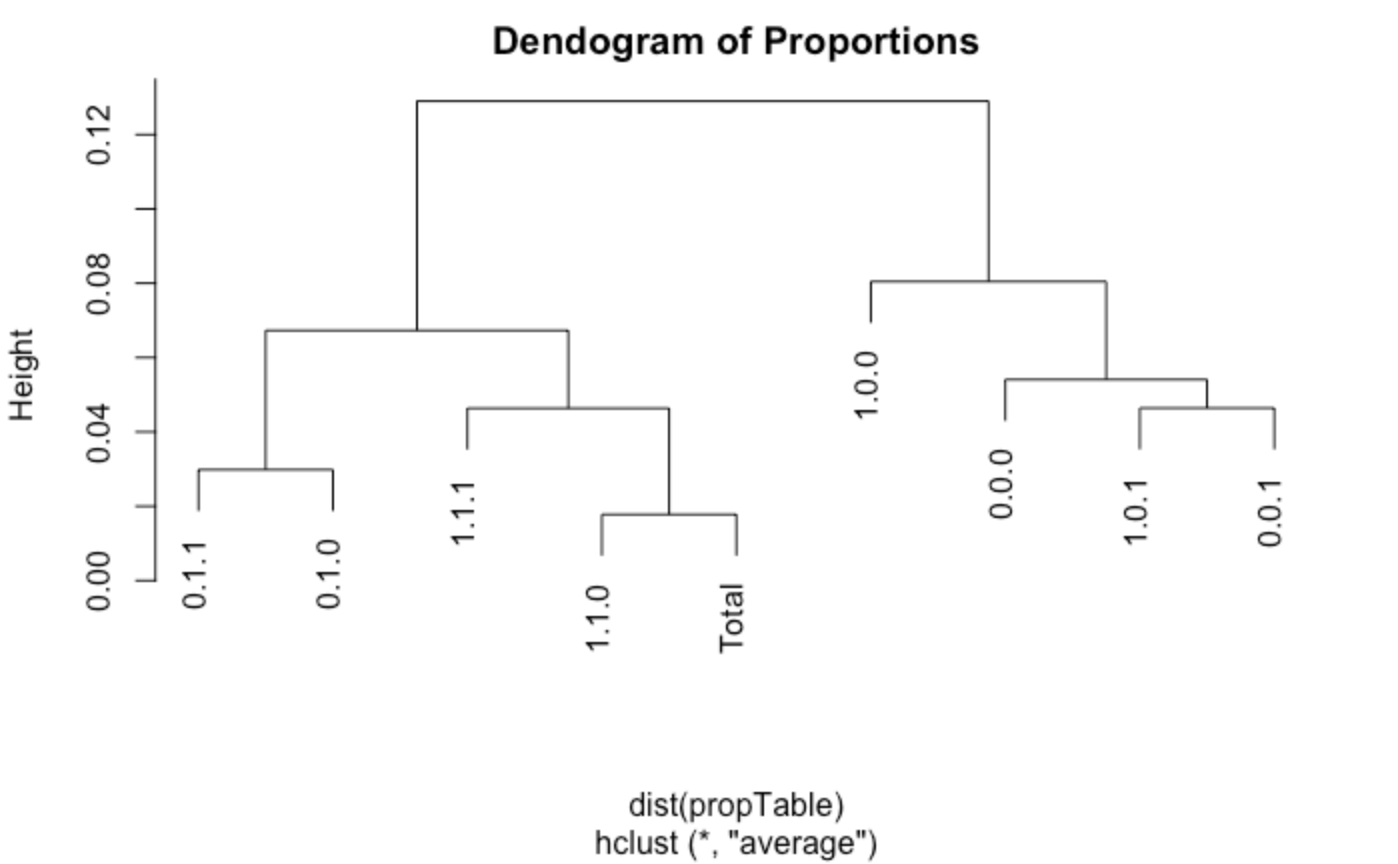 Dendogram of Proportions
Height
0.12
0.08
0.04
0.00
0.1.1
0.1.0
1.1.1
1.1.0
Total
1.0.0
0.0.0
1.0.1
0.0.1
dist(propTable)
hclust (*, "average")